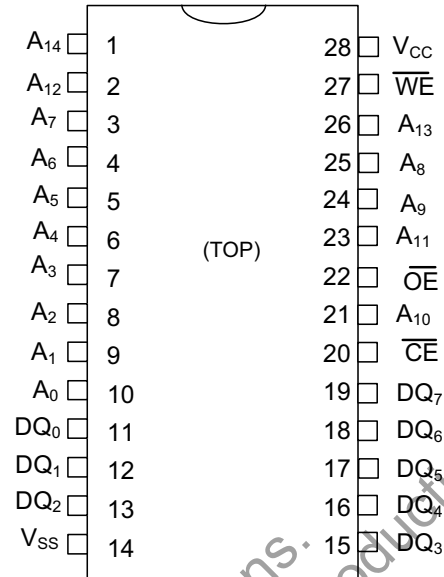 A14 1 28 VCC
A12 2 27 WE
A7 3 26 A13
A6 4 25 A8
A5 5 24 A9
A4 6 23 A11
(TOP)
A3 7 22 OE
A2 8 21 A10
A1 9 20 CE
A0 10 19 DQ7
DQ0 11 18 DQ6
DQ1 12 17 DQ5
DQ2 13 16 DQ4
VSS 14 15 DQ3